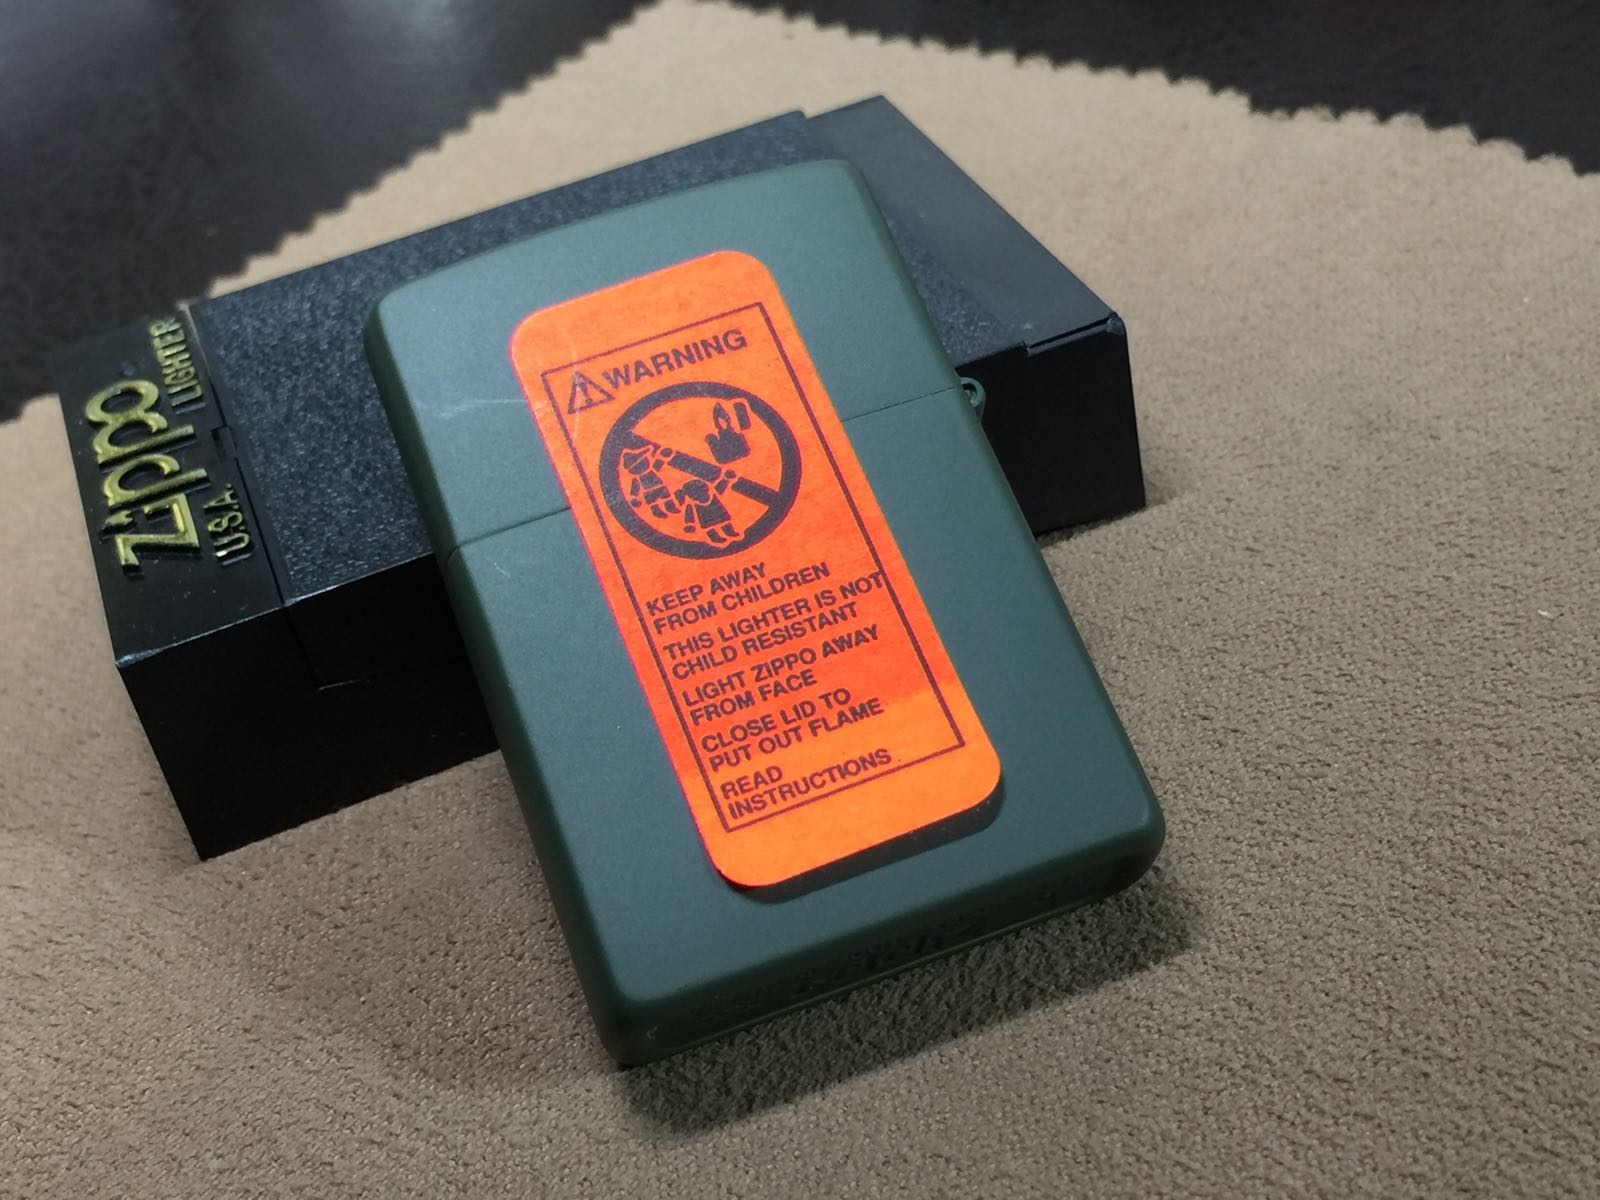 Zippo LIGHTER
U.S.A.
WARNING
KEEP AWAY
FROM CHILDREN
THIS LIGHTER IS NOT
CHILD RESISTANT
LIGHT ZIPPO AWAY
FROM FACE
CLOSE LID TO
PUT OUT FLAME
READ
INSTRUCTIONS